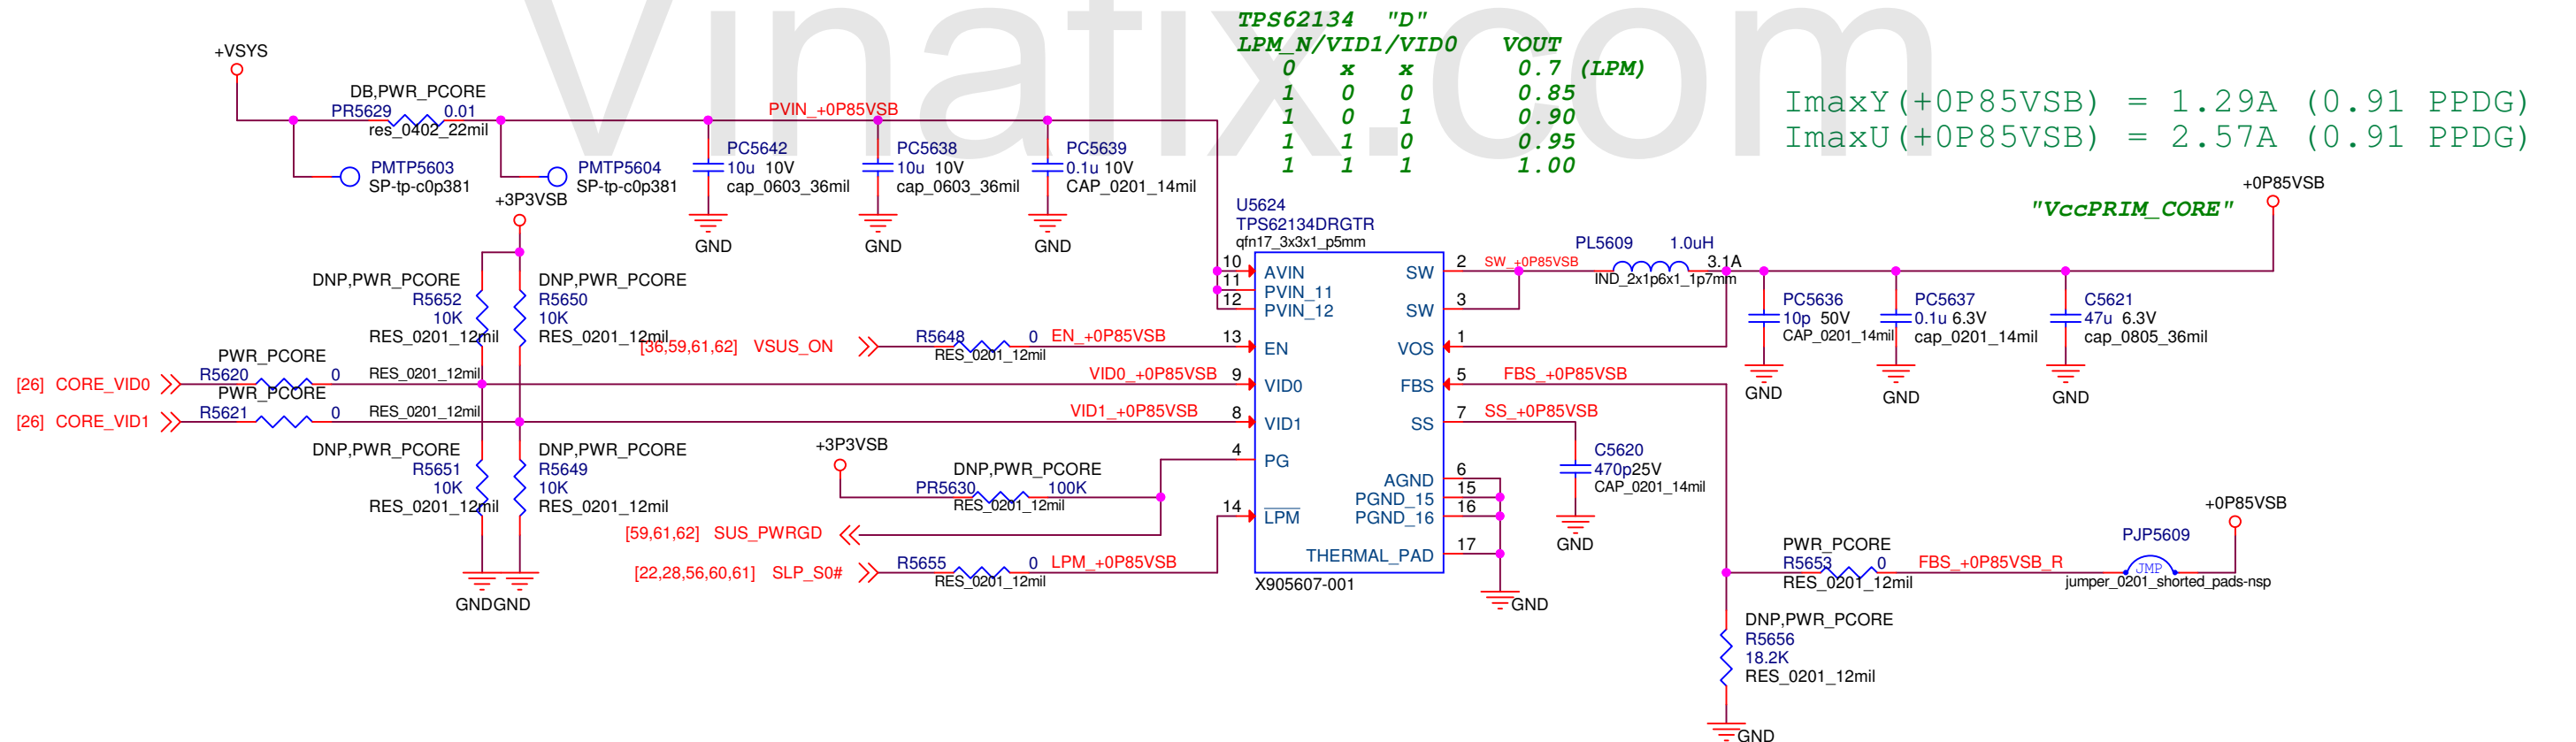 Vinafix.com
TPS62134 "D"
LPM_N/VID1/VID0 VOUT
0 x x 0.7 (LPM)
1 0 0 0.85
1 0 1 0.90
1 1 0 0.95
1 1 1 1.00
ImaxY(+0P85VSB) = 1.29A (0.91 PPDG)
ImaxU(+0P85VSB) = 2.57A (0.91 PPDG)
+VSYS
DB,PWR_PCORE
PR5629 0.01
res_0402_22mil
PMTP5603
SP-tp-c0p381
PMTP5604
SP-tp-c0p381
PVIN_+0P85VSB
PC5642
10u 10V
cap_0603_36mil
GND
PC5638
10u 10V
cap_0603_36mil
GND
PC5639
0.1u 10V
CAP_0201_14mil
GND
+3P3VSB
DNP,PWR_PCORE
R5652
10K
RES_0201_12mil
DNP,PWR_PCORE
R5650
10K
RES_0201_12mil
[36,59,61,62] VSUS_ON
R5648 0
RES_0201_12mil
EN_+0P85VSB
PWR_PCORE
[26] CORE_VID0
R5620 0
RES_0201_12mil
VID0_+0P85VSB
PWR_PCORE
[26] CORE_VID1
R5621 0
RES_0201_12mil
VID1_+0P85VSB
DNP,PWR_PCORE
R5651
10K
RES_0201_12mil
DNP,PWR_PCORE
R5649
10K
RES_0201_12mil
GND
GND
+3P3VSB
DNP,PWR_PCORE
PR5630 100K
RES_0201_12mil
[59,61,62] SUS_PWRGD
[22,28,56,60,61] SLP_S0#
R5655 0
RES_0201_12mil
LPM_+0P85VSB
U5624
TPS62134DRGTR
qfn17_3x3x1_p5mm
10 AVIN
11 PVIN_11
12 PVIN_12
13 EN
9 VID0
8 VID1
4 PG
14 LPM
SW 2
SW 3
VOS 1
FBS 5
SS 7
AGND 6
PGND_15 15
PGND_16 16
THERMAL_PAD 17
X905607-001
GND
SW_+0P85VSB
PL5609 1.0uH
3.1A
IND_2x1p6x1_1p7mm
"VccPRIM_CORE"
+0P85VSB
PC5636
10p 50V
CAP_0201_14mil
GND
PC5637
0.1u 6.3V
cap_0201_14mil
GND
C5621
47u 6.3V
cap_0805_36mil
GND
FBS_+0P85VSB
SS_+0P85VSB
C5620
470p25V
CAP_0201_14mil
GND
PWR_PCORE
R5653 0
RES_0201_12mil
FBS_+0P85VSB_R
PJP5609
JMP
jumper_0201_shorted_pads-nsp
+0P85VSB
DNP,PWR_PCORE
R5656
18.2K
RES_0201_12mil
GND